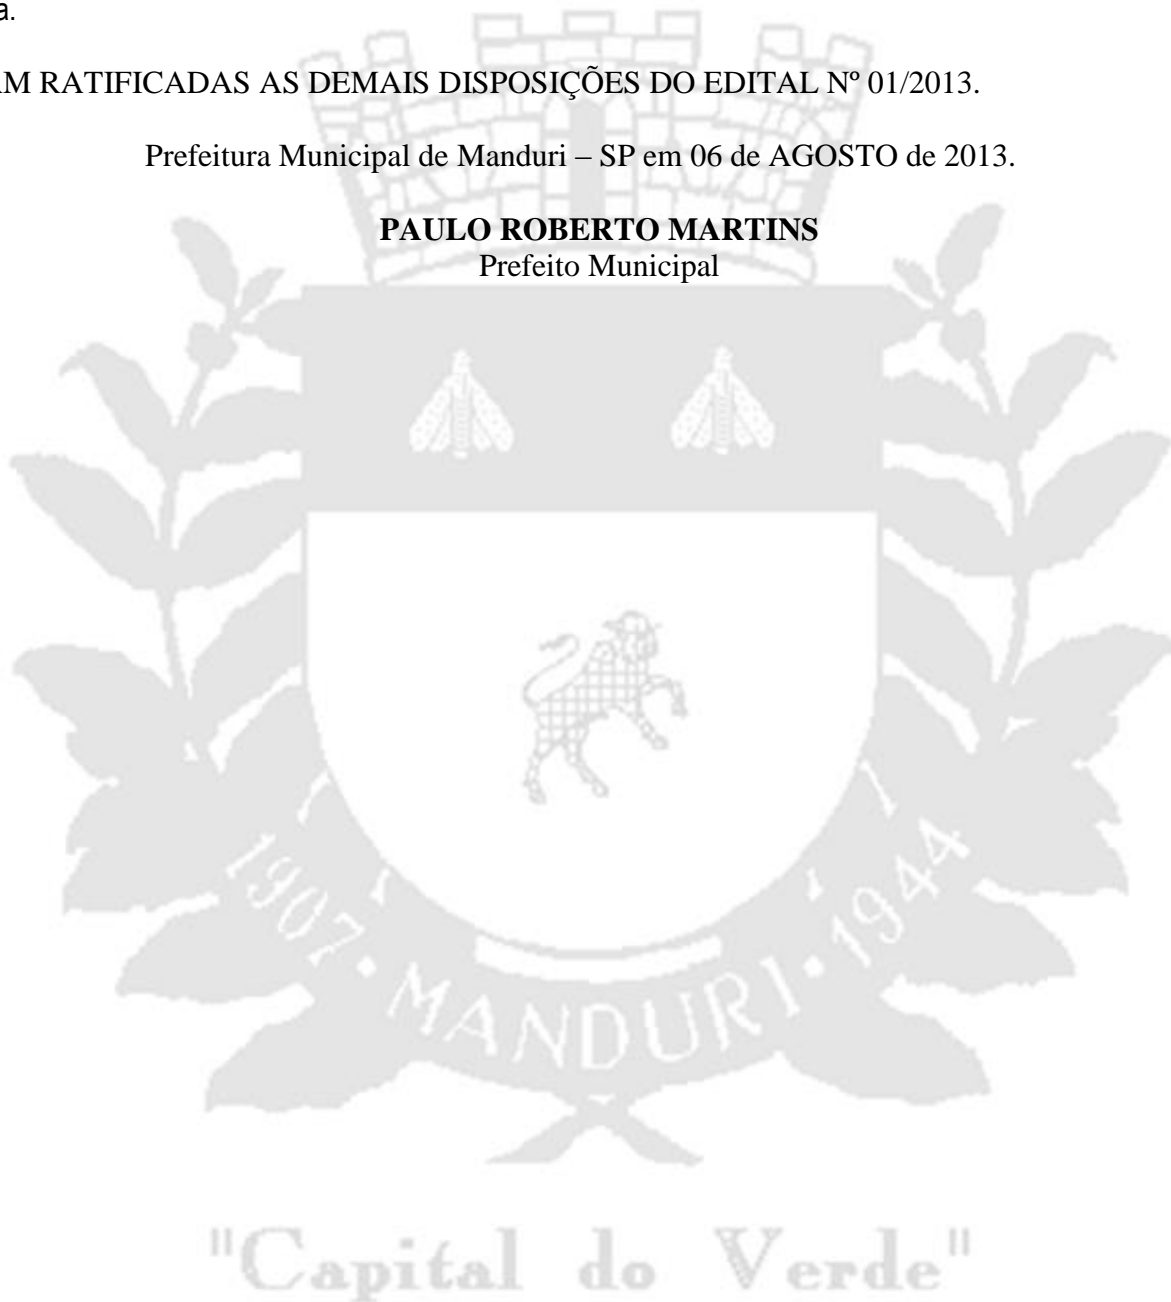 a.
AM RATIFICADAS AS DEMAIS DISPOSIÇÕES DO EDITAL Nº 01/2013.
Prefeitura Municipal de Manduri – SP em 06 de AGOSTO de 2013.
PAULO ROBERTO MARTINS
Prefeito Municipal
1907 • MANDURI • 1944
"Capital do Verde"